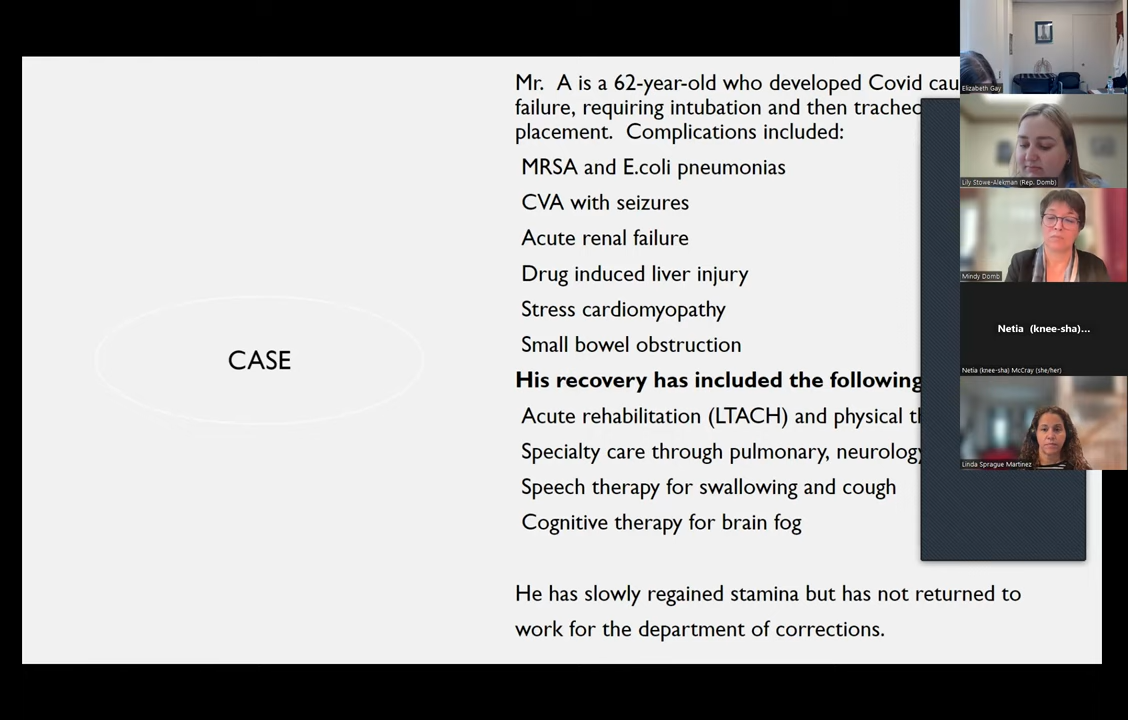 Mr. A is a 62-year-old who developed Covid
failure, requiring intubation and then
placement. Complications included:
MRSA and E.coli pneumonias
CVA with seizures
Acute renal failure
Drug induced liver injury
Stress cardiomyopathy
Small bowel obstruction
His recovery has included the following
Acute rehabilitation (LTACH) and physical
Specialty care through pulmonary, neurology
Speech therapy for swallowing and cough
Cognitive therapy for brain fog
He has slowly regained stamina but has not returned to
work for the department of corrections.
CASE
Elizabeth Gay
Lily Stowe-Alekman (Rep. Domb)
Mindy Domb
Netia (knee-sha)...
Netia (knee-sha) McCray (she/her)
Linda Sprague Martinez